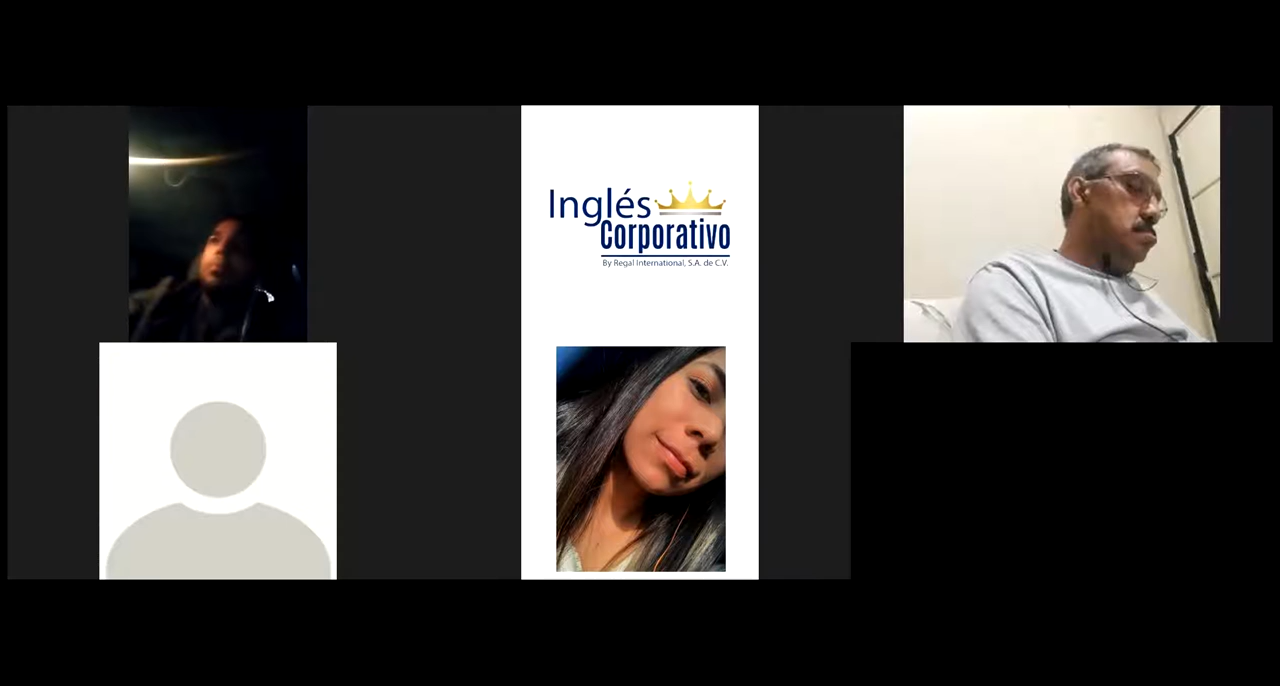 Inglés
Corporativo
By Regal International, S.A. de C.V.